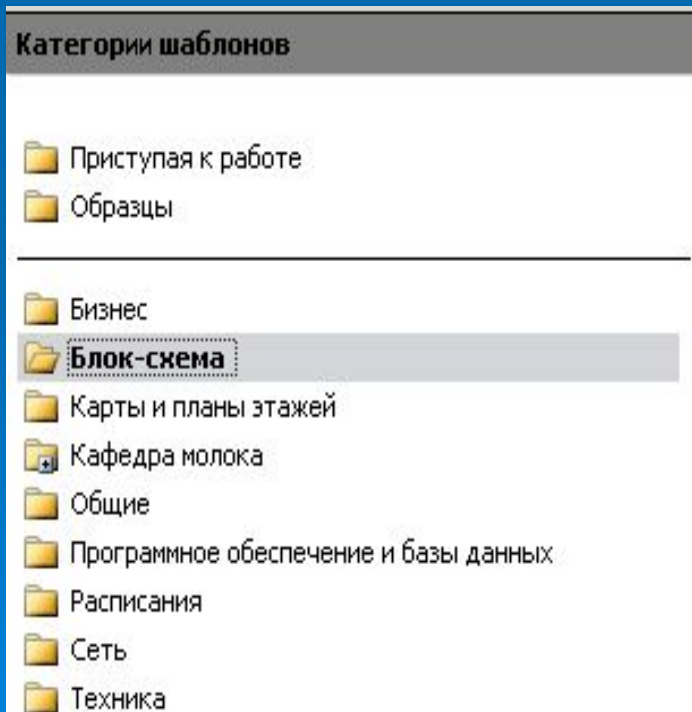 Категории шаблонов
Приступая к работе
Образцы
Бизнес
Блок-схема
Карты и планы этажей
Кафедра молока
Общие
Программное обеспечение и базы данных
Расписания
Сеть
Техника